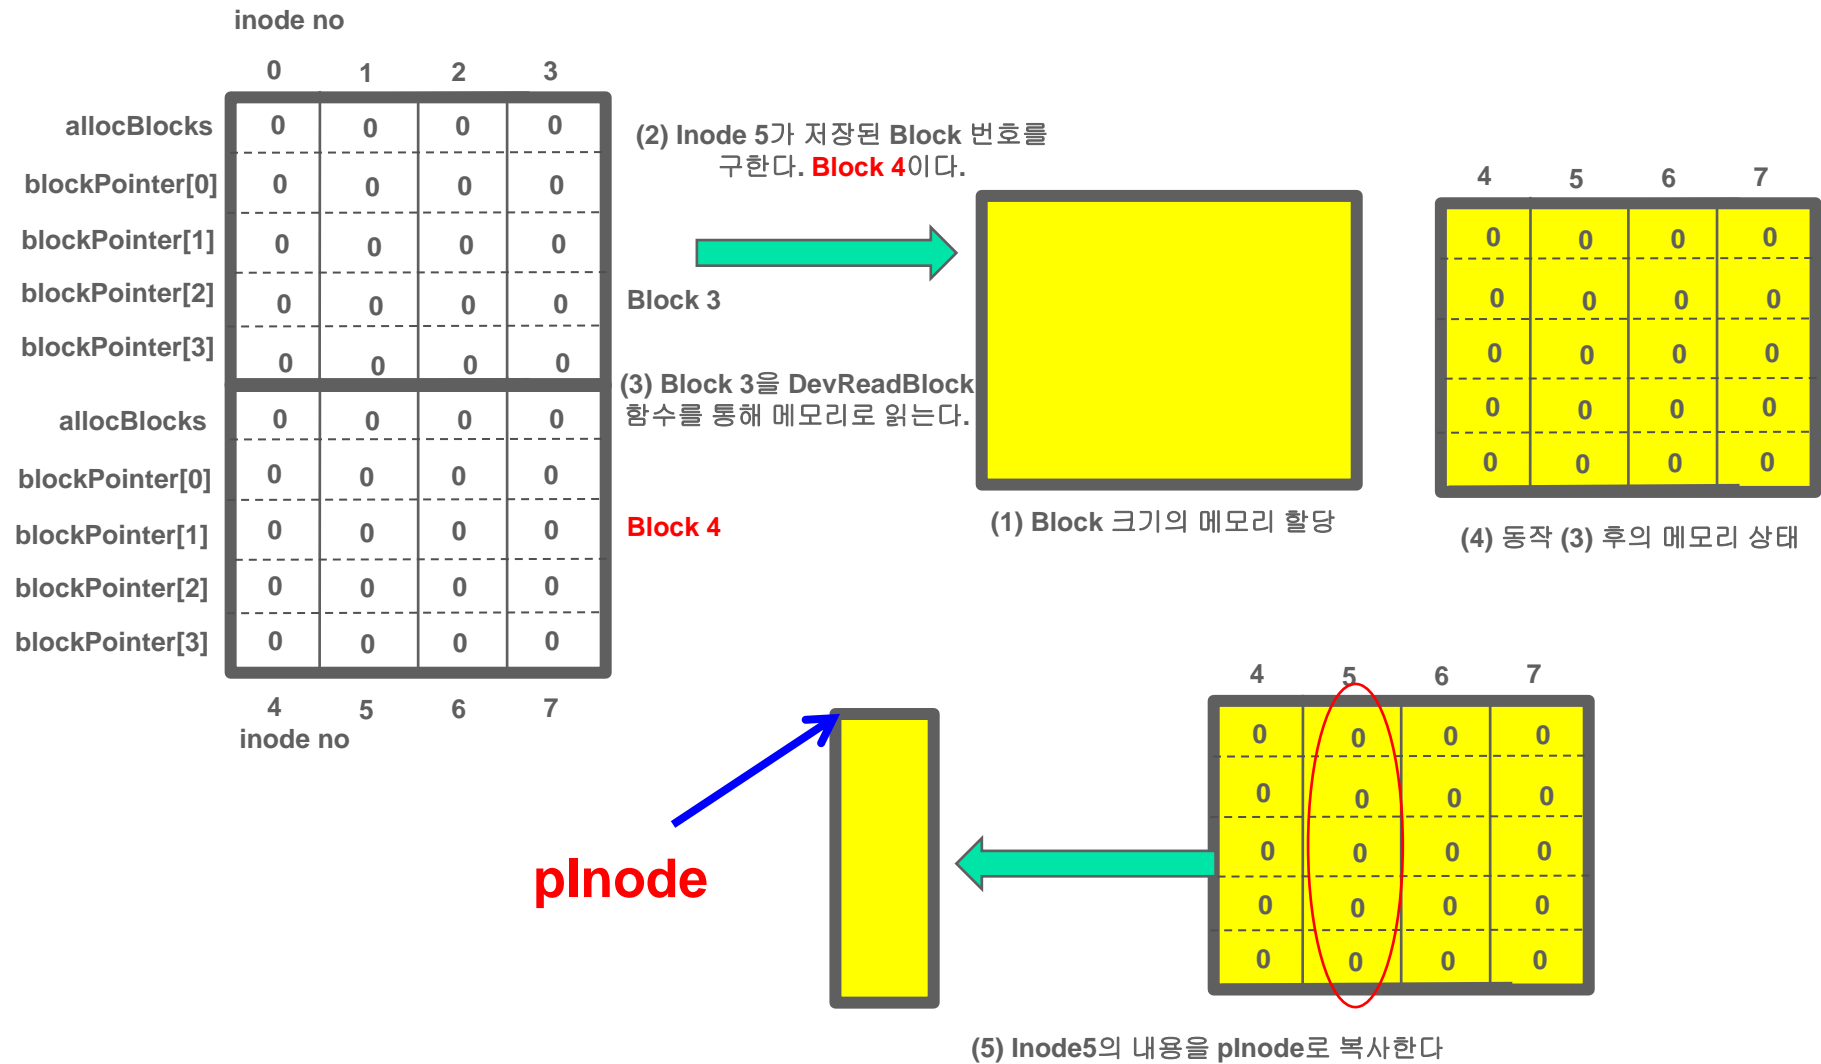 inode no
0 1 2 3
allocBlocks 0 0 0 0
blockPointer[0] 0 0 0 0
blockPointer[1] 0 0 0 0
blockPointer[2] 0 0 0 0
blockPointer[3] 0 0 0 0
allocBlocks 0 0 0 0
blockPointer[0] 0 0 0 0
blockPointer[1] 0 0 0 0
blockPointer[2] 0 0 0 0
blockPointer[3] 0 0 0 0
4 5 6 7
inode no
(2) Inode 5가 저장된 Block 번호를
구한다. Block 4이다.
Block 3
(3) Block 3을 DevReadBlock
함수를 통해 메모리로 읽는다.
Block 4
(1) Block 크기의 메모리 할당
4 5 6 7
0 0 0 0
0 0 0 0
0 0 0 0
0 0 0 0
0 0 0 0
(4) 동작 (3) 후의 메모리 상태
pInode
4 5 6 7
0 0 0 0
0 0 0 0
0 0 0 0
0 0 0 0
0 0 0 0
(5) Inode5의 내용을 pInode로 복사한다